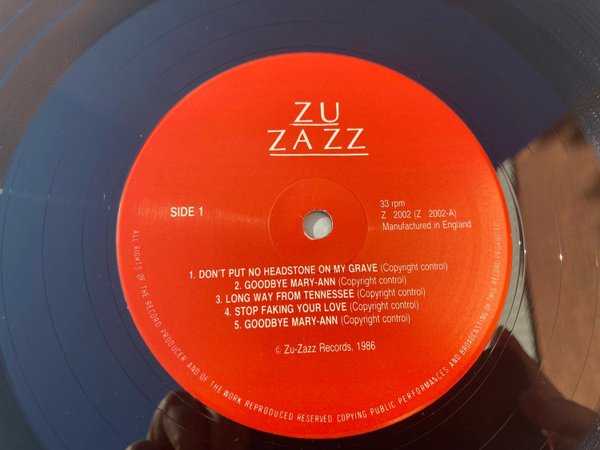 ZU
ZAZZ
SIDE 1
33 rpm
Z 2002 (Z 2002-A)
Manufactured in England
1. DON'T PUT NO HEADSTONE ON MY GRAVE (Copyright control)
2. GOODBYE MARY-ANN (Copyright control)
3. LONG WAY FROM TENNESSEE (Copyright control)
4. STOP FAKING YOUR LOVE (Copyright control)
5. GOODBYE MARY-ANN (Copyright control)
© Zu-Zazz Records, 1986
ALL RIGHTS OF THE RECORD PRODUCER AND OF THE WORK REPRODUCED RESERVED COPYING PUBLIC PERFORMANCES AND BROADCASTING OF THIS RECORD PROHIBITED